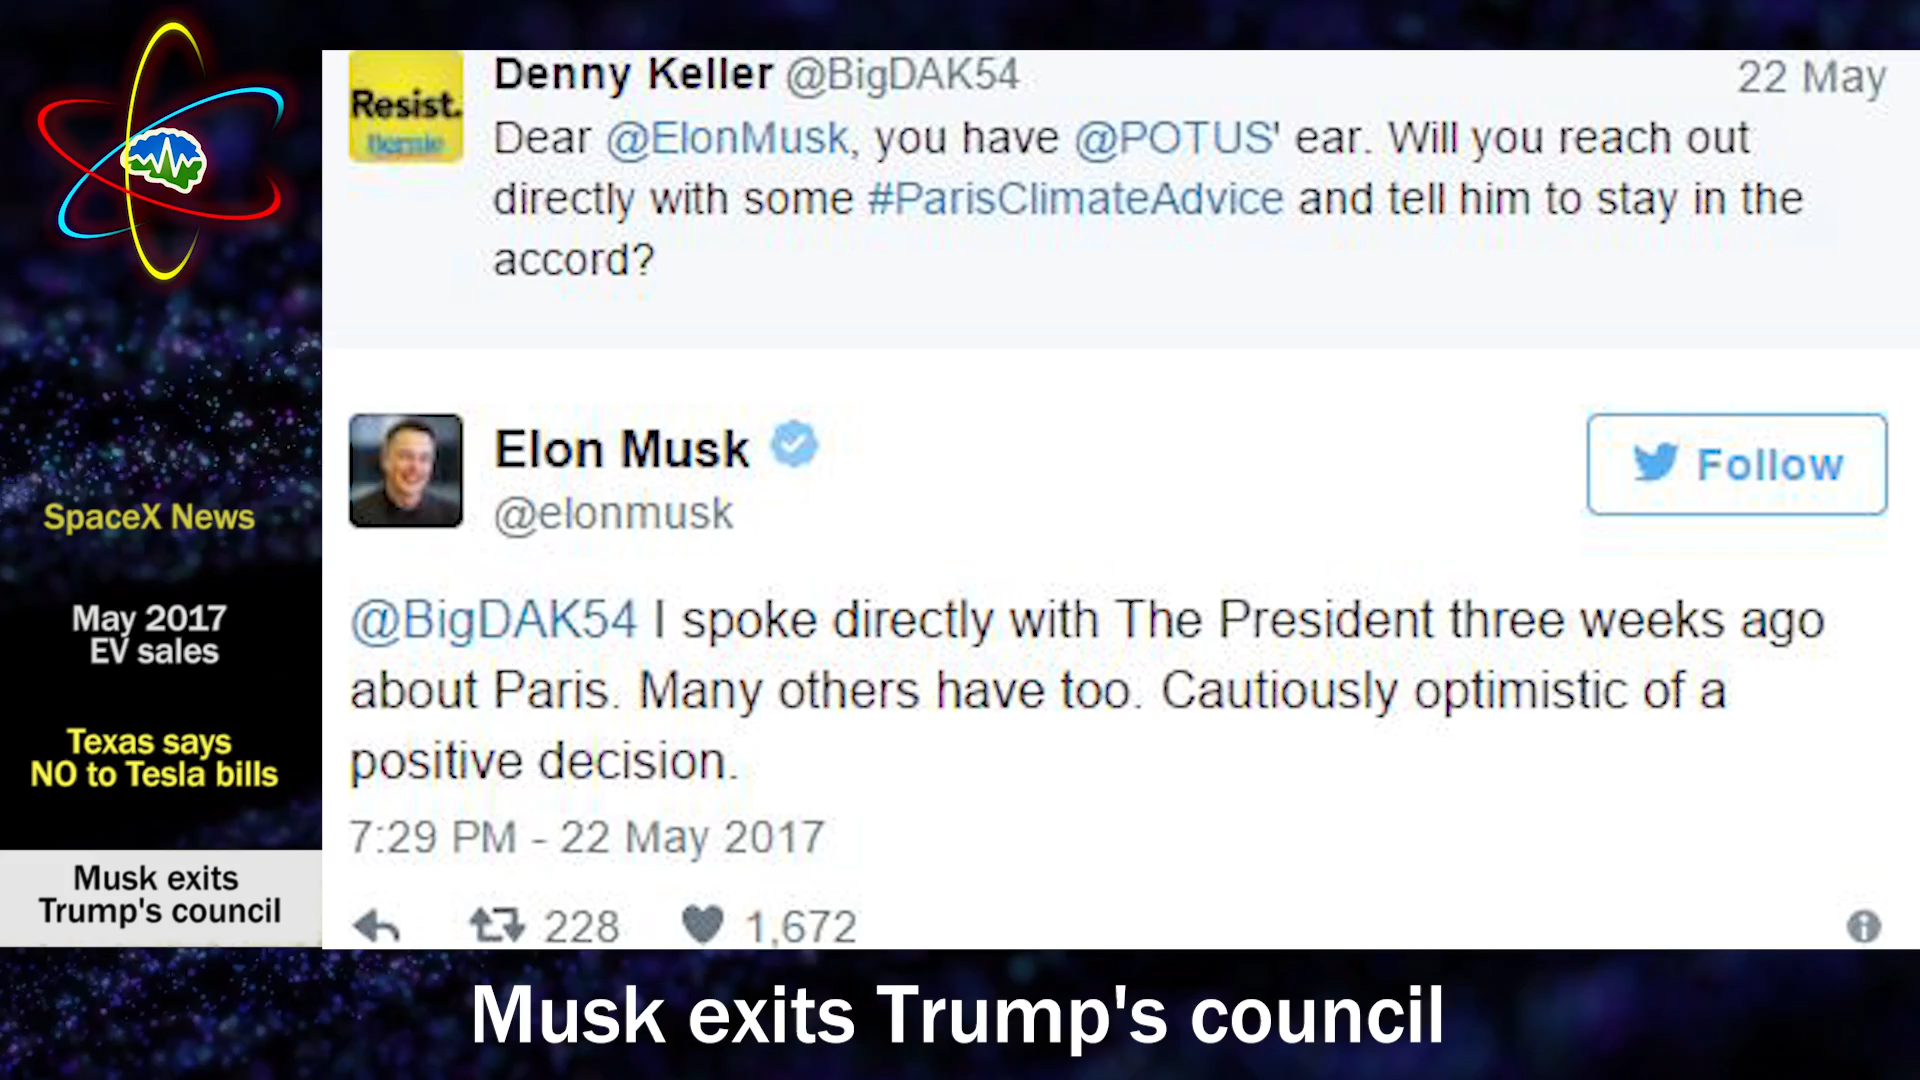 Resist.
Bernie
Denny Keller @BigDAK54
22 May
Dear @ElonMusk, you have @POTUS' ear. Will you reach out
directly with some #ParisClimateAdvice and tell him to stay in the
accord?
Elon Musk
@elonmusk
Follow
@BigDAK54 I spoke directly with The President three weeks ago
about Paris. Many others have too. Cautiously optimistic of a
positive decision.
7:29 PM - 22 May 2017
228
1,672
SpaceX News
May 2017
EV sales
Texas says
NO to Tesla bills
Musk exits
Trump's council
Musk exits Trump's council